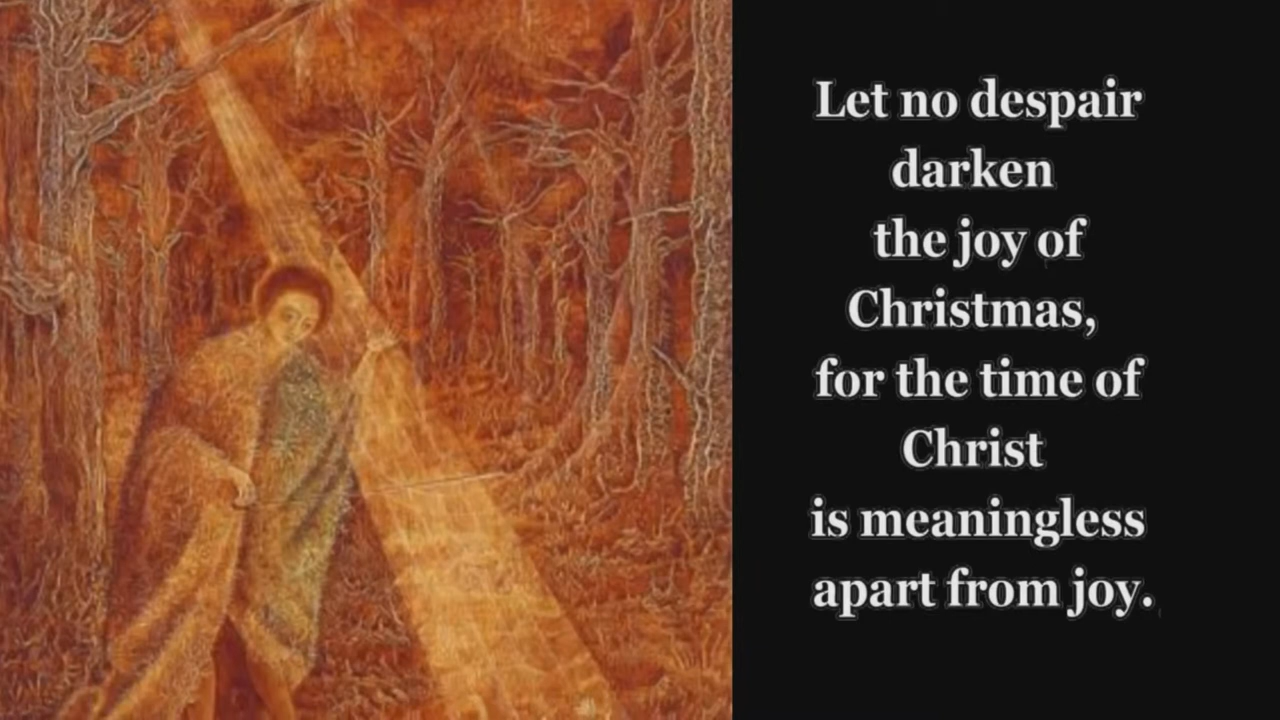 Let no despair
darken
the joy of
Christmas,
for the time of
Christ
is meaningless
apart from joy.